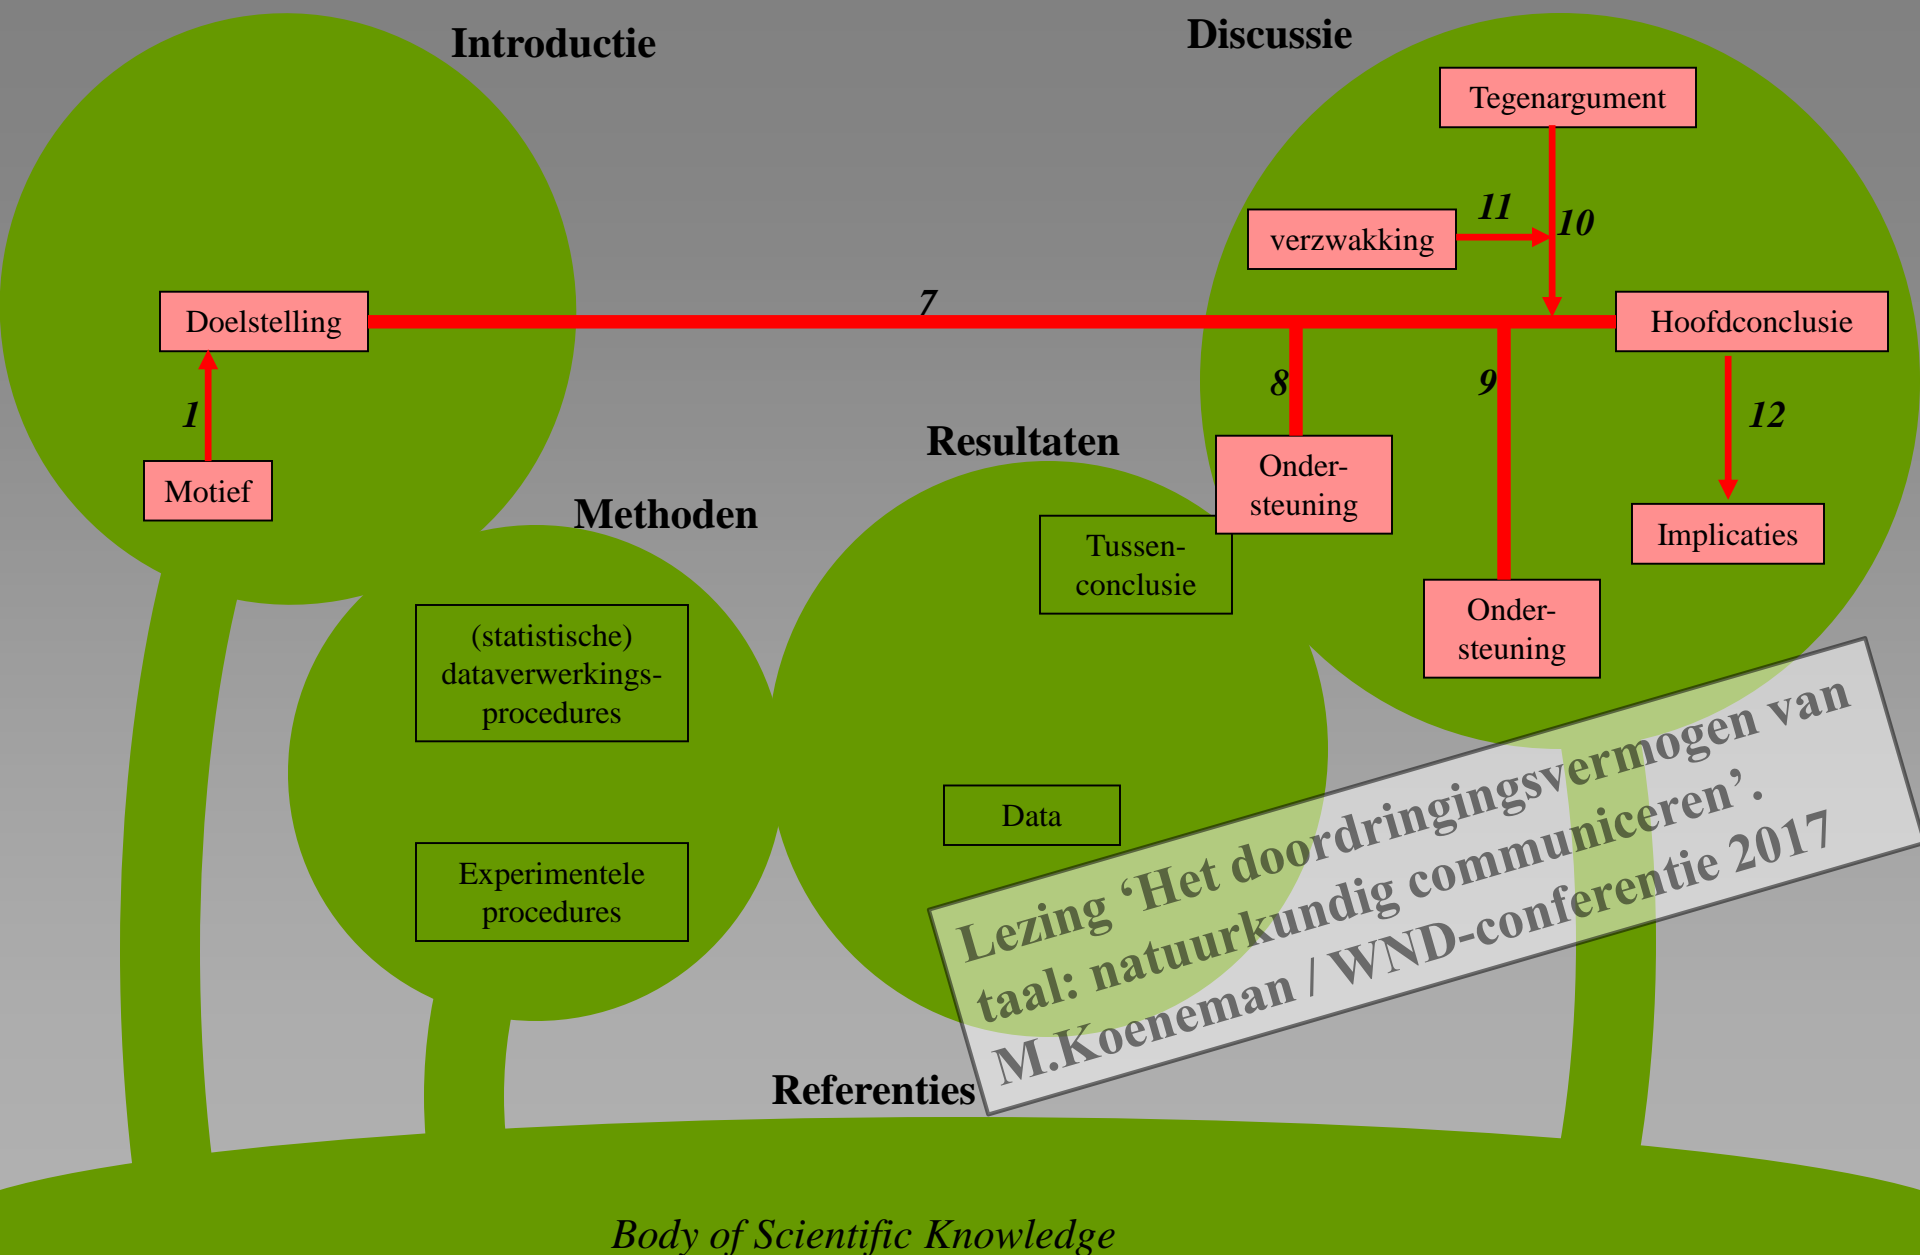 Introductie
Discussie
Tegenargument
11
10
verzwakking
7
Doelstelling
Hoofdconclusie
8
9
1
12
Resultaten
Onder-
steuning
Motief
Methoden
Tussen-
conclusie
Implicaties
Onder-
steuning
(statistische)
dataverwerkings-
procedures
Data
Experimentele
procedures
Lezing ‘Het doordringingsvermogen van
taal: natuurkundig communiceren’.
M.Koeneman / WND-conferentie 2017
Referenties
Body of Scientific Knowledge